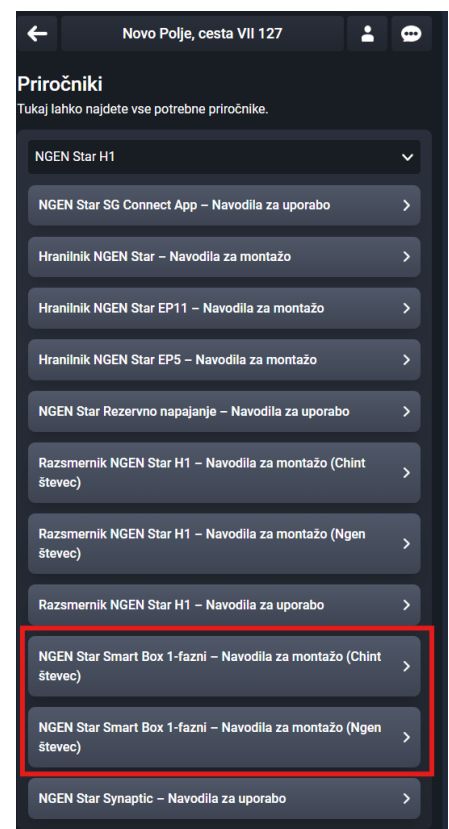 Novo Polje, cesta VII 127
Priročniki
Tukaj lahko najdete vse potrebne priročnike.
NGEN Star H1
NGEN Star SG Connect App – Navodila za uporabo
Hranilnik NGEN Star – Navodila za montažo
Hranilnik NGEN Star EP11 – Navodila za montažo
Hranilnik NGEN Star EP5 – Navodila za montažo
NGEN Star Rezervno napajanje – Navodila za uporabo
Razsmernik NGEN Star H1 – Navodila za montažo (Chint
števec)
Razsmernik NGEN Star H1 – Navodila za montažo (Ngen
števec)
Razsmernik NGEN Star H1 – Navodila za uporabo
NGEN Star Smart Box 1-fazni – Navodila za montažo (Chint
števec)
NGEN Star Smart Box 1-fazni – Navodila za montažo (Ngen
števec)
NGEN Star Synaptic – Navodila za uporabo